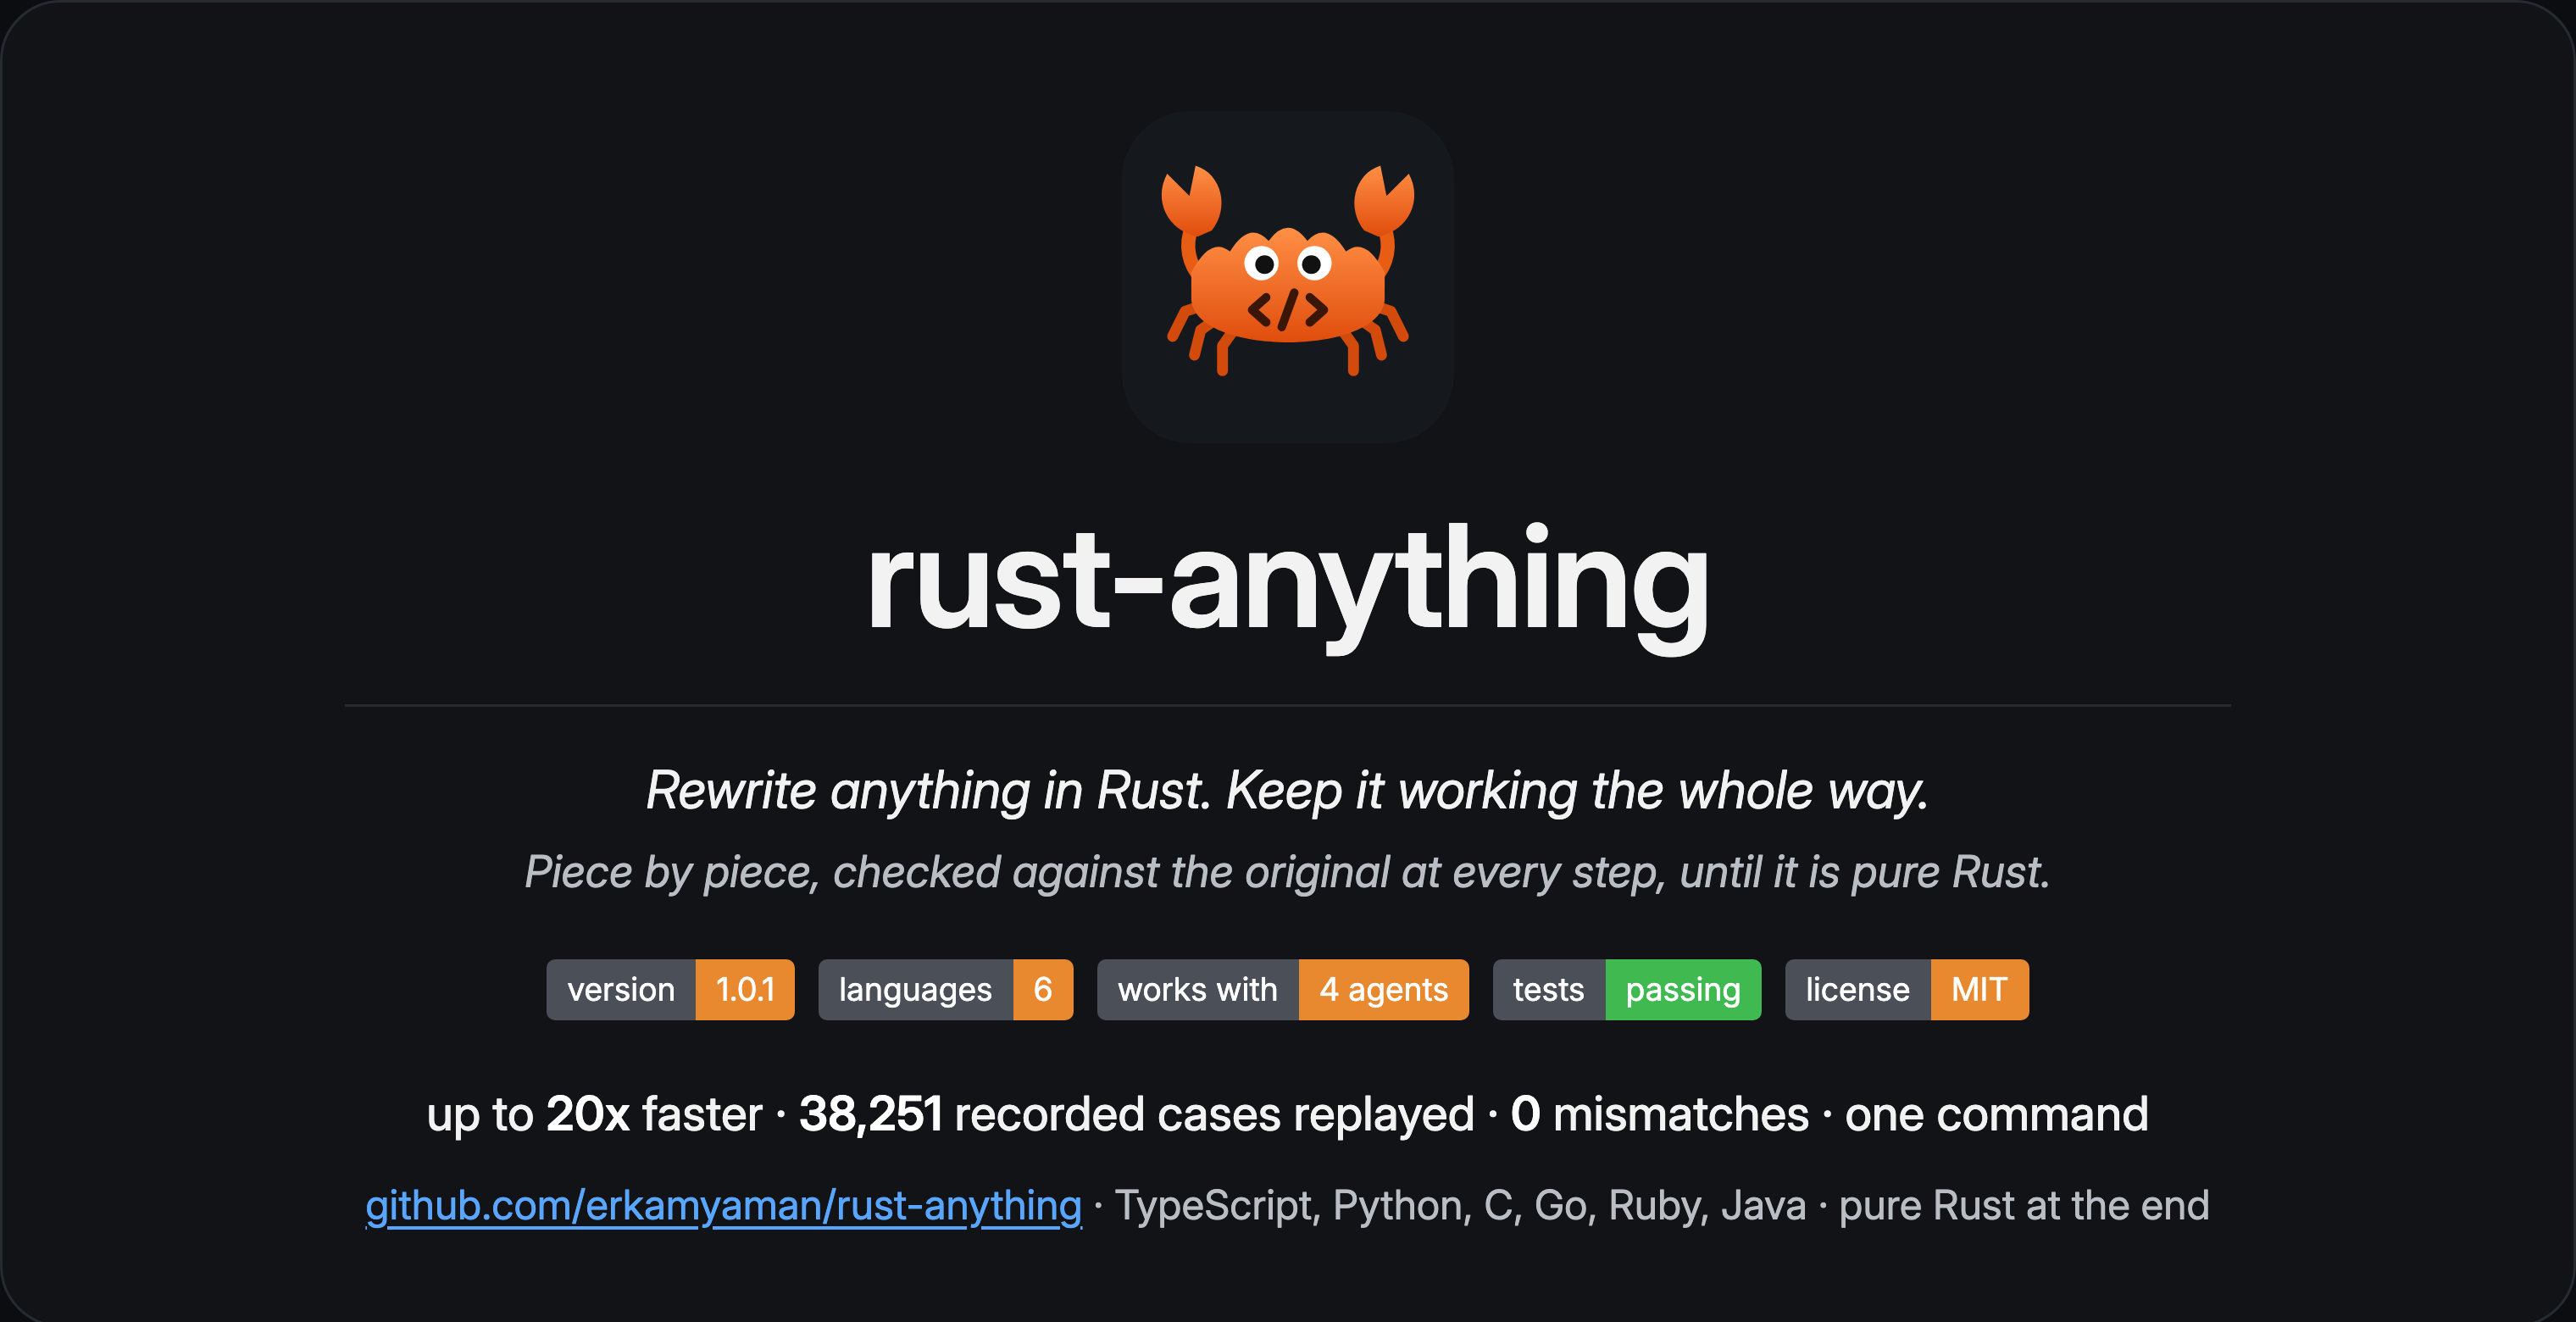 </>
rust-anything
Rewrite anything in Rust. Keep it working the whole way.
Piece by piece, checked against the original at every step, until it is pure Rust.
version 1.0.1 languages 6 works with 4 agents tests passing license MIT
up to 20x faster · 38,251 recorded cases replayed · 0 mismatches · one command
github.com/erkamyaman/rust-anything · TypeScript, Python, C, Go, Ruby, Java · pure Rust at the end